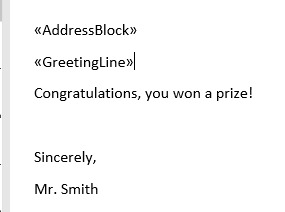 «AddressBlock»
«GreetingLine»
Congratulations, you won a prize!
Sincerely,
Mr. Smith